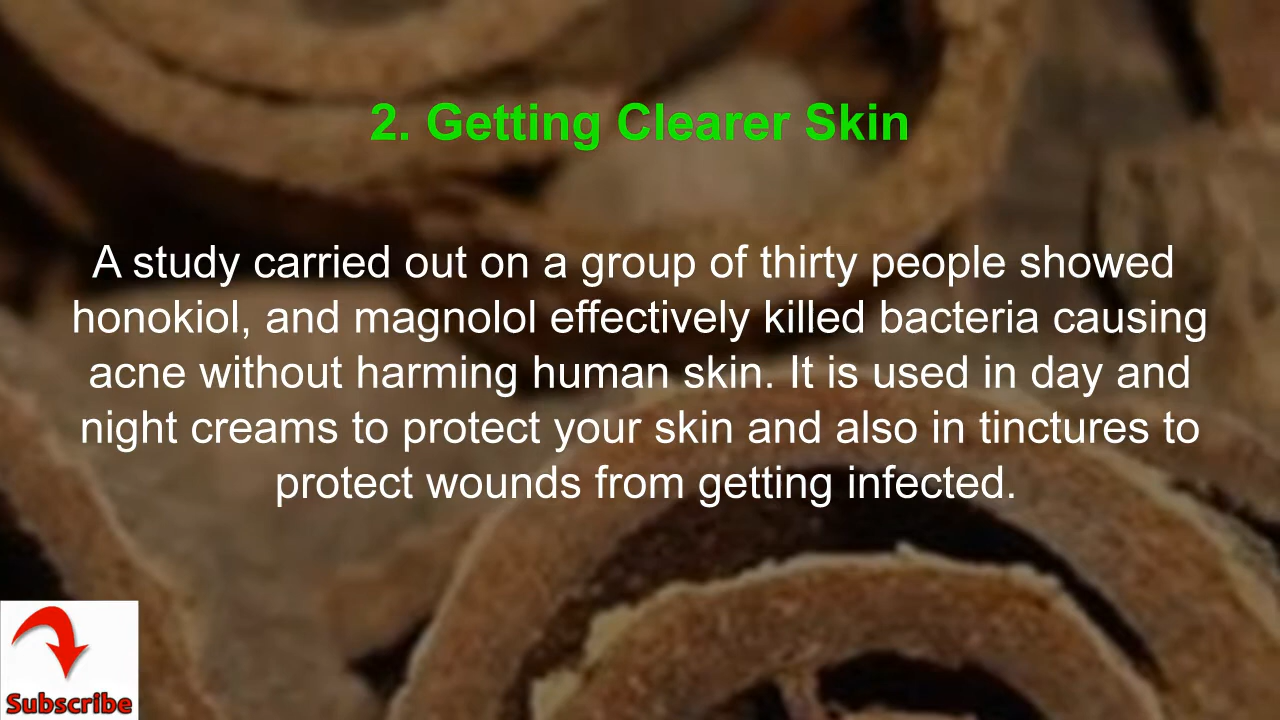 2. Getting Clearer Skin
A study carried out on a group of thirty people showed
honokiol, and magnolol effectively killed bacteria causing
acne without harming human skin. It is used in day and
night creams to protect your skin and also in tinctures to
protect wounds from getting infected.
Subscribe